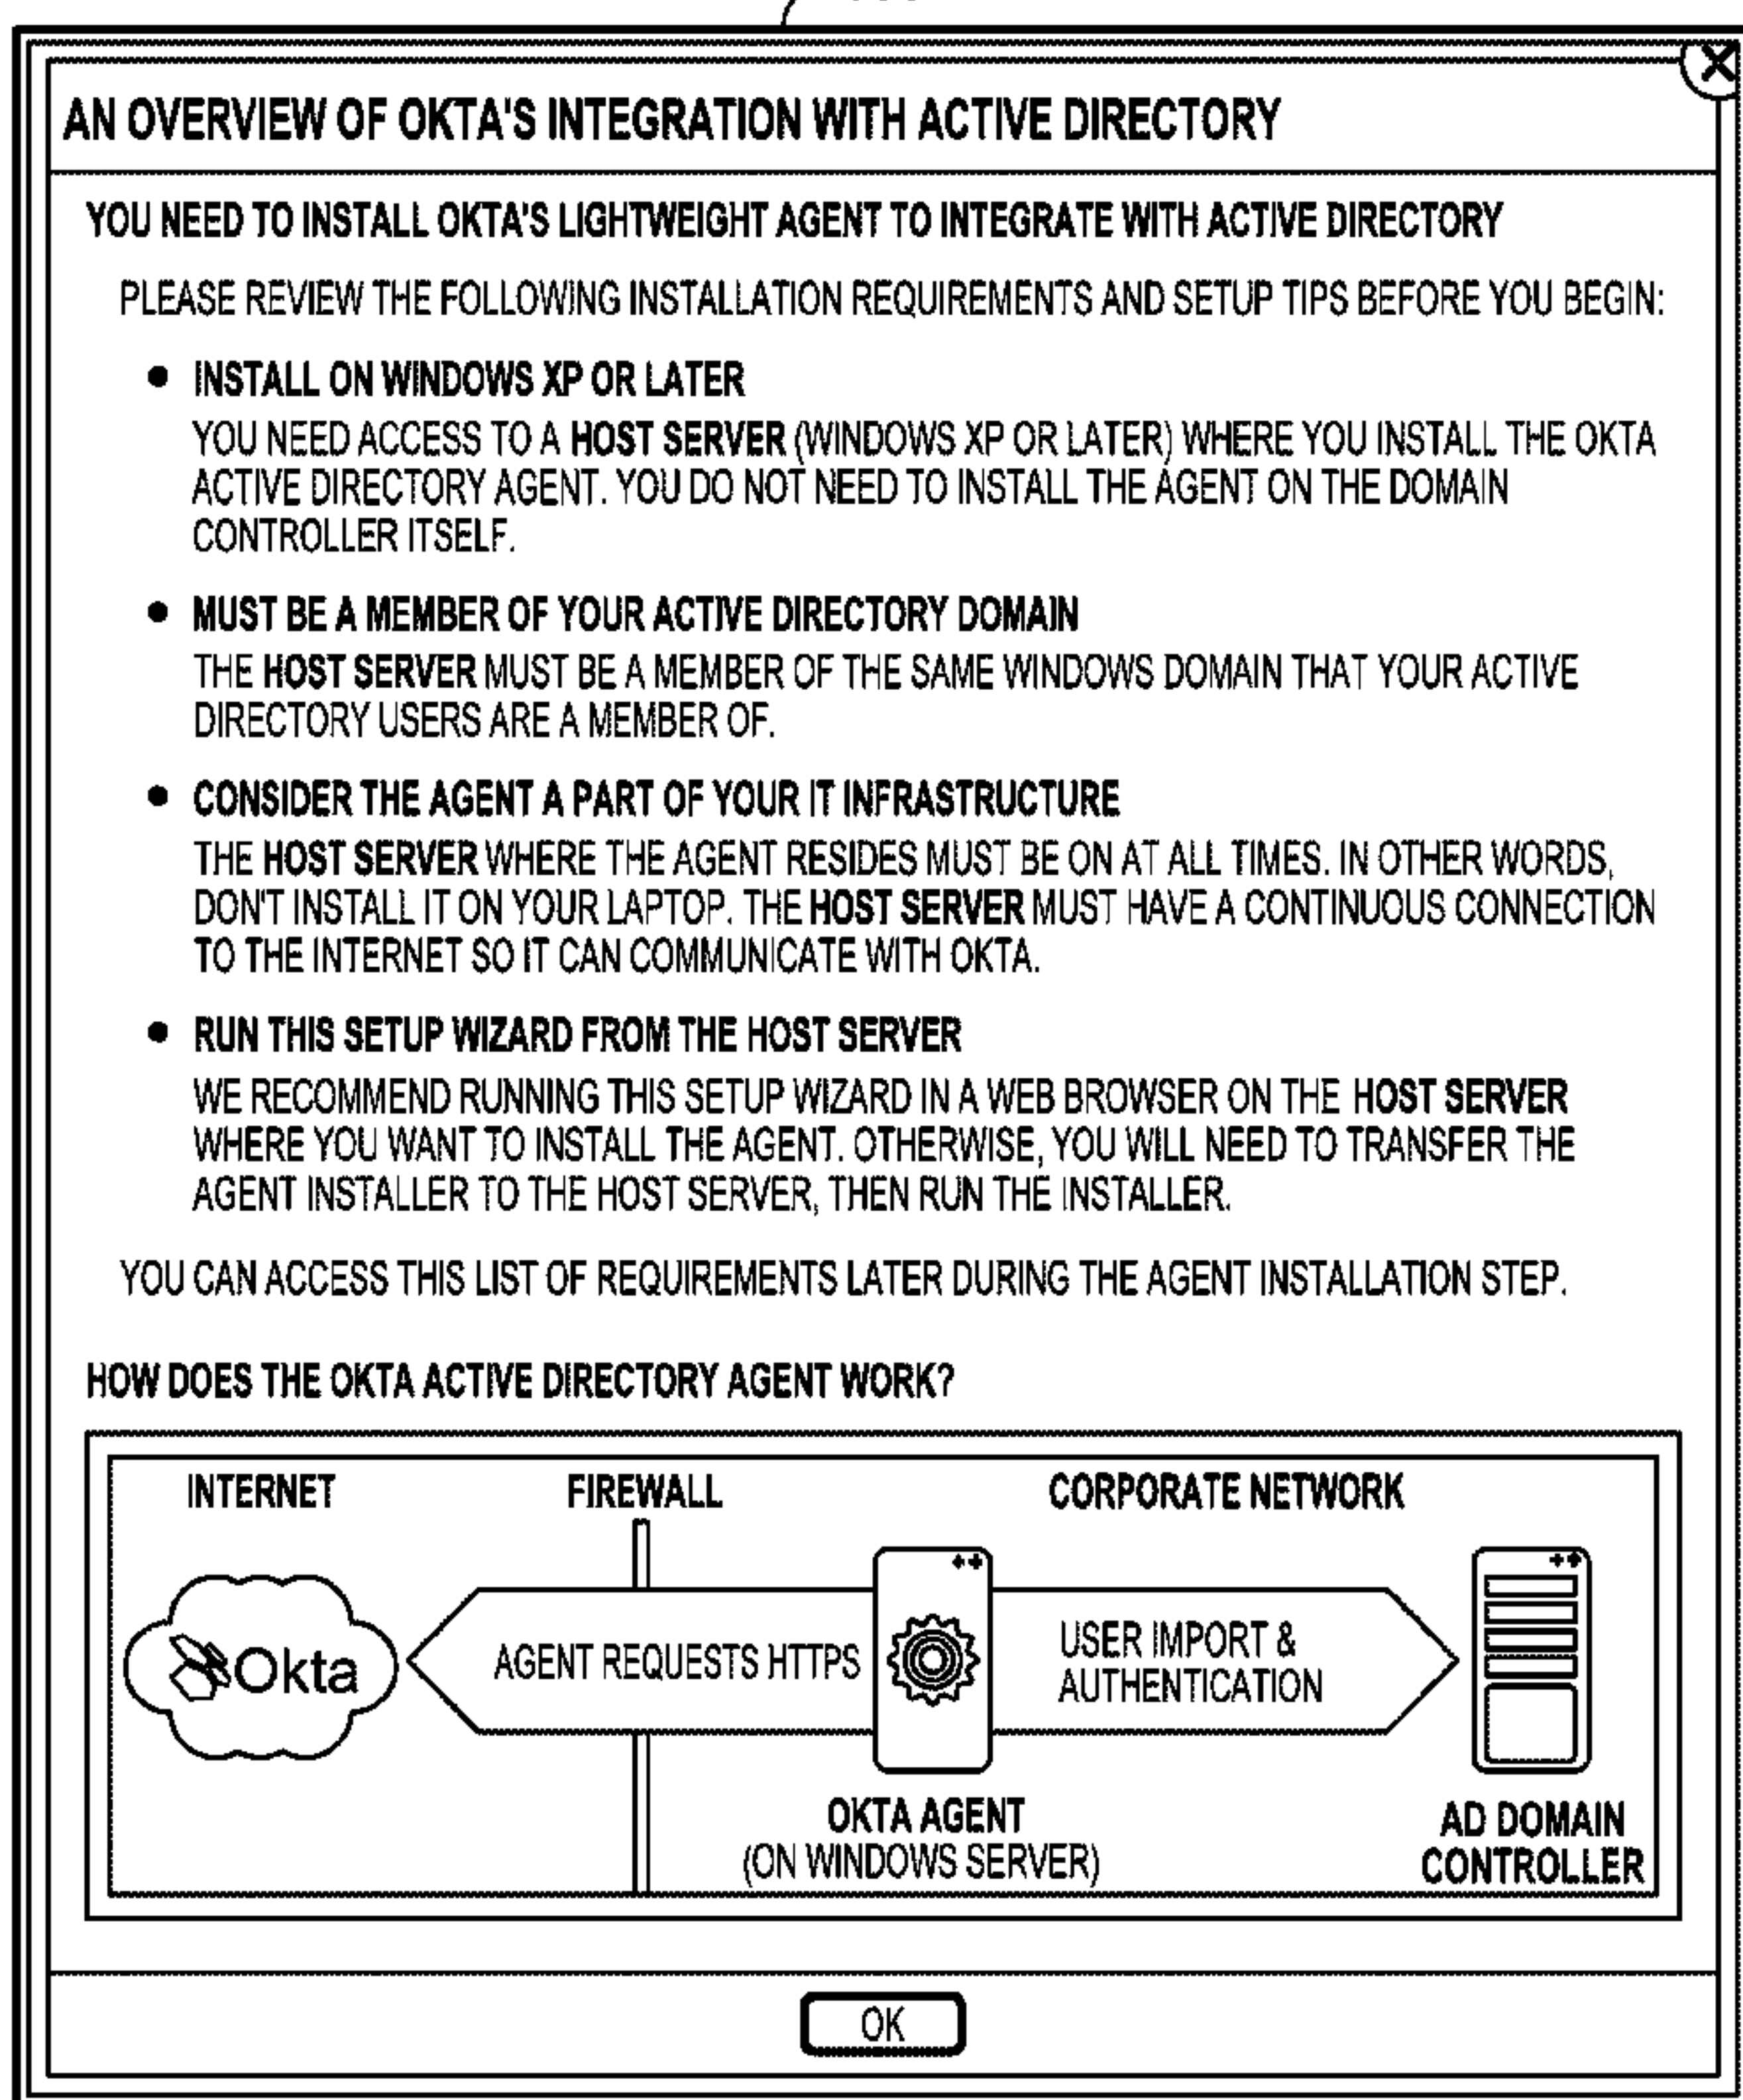 AN OVERVIEW OF OKTA'S INTEGRATION WITH ACTIVE DIRECTORY
YOU NEED TO INSTALL OKTA'S LIGHTWEIGHT AGENT TO INTEGRATE WITH ACTIVE DIRECTORY
PLEASE REVIEW THE FOLLOWING INSTALLATION REQUIREMENTS AND SETUP TIPS BEFORE YOU BEGIN:
● INSTALL ON WINDOWS XP OR LATER
YOU NEED ACCESS TO A HOST SERVER (WINDOWS XP OR LATER) WHERE YOU INSTALL THE OKTA
ACTIVE DIRECTORY AGENT. YOU DO NOT NEED TO INSTALL THE AGENT ON THE DOMAIN
CONTROLLER ITSELF.
● MUST BE A MEMBER OF YOUR ACTIVE DIRECTORY DOMAIN
THE HOST SERVER MUST BE A MEMBER OF THE SAME WINDOWS DOMAIN THAT YOUR ACTIVE
DIRECTORY USERS ARE A MEMBER OF.
● CONSIDER THE AGENT A PART OF YOUR IT INFRASTRUCTURE
THE HOST SERVER WHERE THE AGENT RESIDES MUST BE ON AT ALL TIMES. IN OTHER WORDS,
DON'T INSTALL IT ON YOUR LAPTOP. THE HOST SERVER MUST HAVE A CONTINUOUS CONNECTION
TO THE INTERNET SO IT CAN COMMUNICATE WITH OKTA.
● RUN THIS SETUP WIZARD FROM THE HOST SERVER
WE RECOMMEND RUNNING THIS SETUP WIZARD IN A WEB BROWSER ON THE HOST SERVER
WHERE YOU WANT TO INSTALL THE AGENT. OTHERWISE, YOU WILL NEED TO TRANSFER THE
AGENT INSTALLER TO THE HOST SERVER, THEN RUN THE INSTALLER.
YOU CAN ACCESS THIS LIST OF REQUIREMENTS LATER DURING THE AGENT INSTALLATION STEP.
HOW DOES THE OKTA ACTIVE DIRECTORY AGENT WORK?
INTERNET
FIREWALL
CORPORATE NETWORK
Okta
AGENT REQUESTS HTTPS
USER IMPORT &
AUTHENTICATION
OKTA AGENT
(ON WINDOWS SERVER)
AD DOMAIN
CONTROLLER
OK